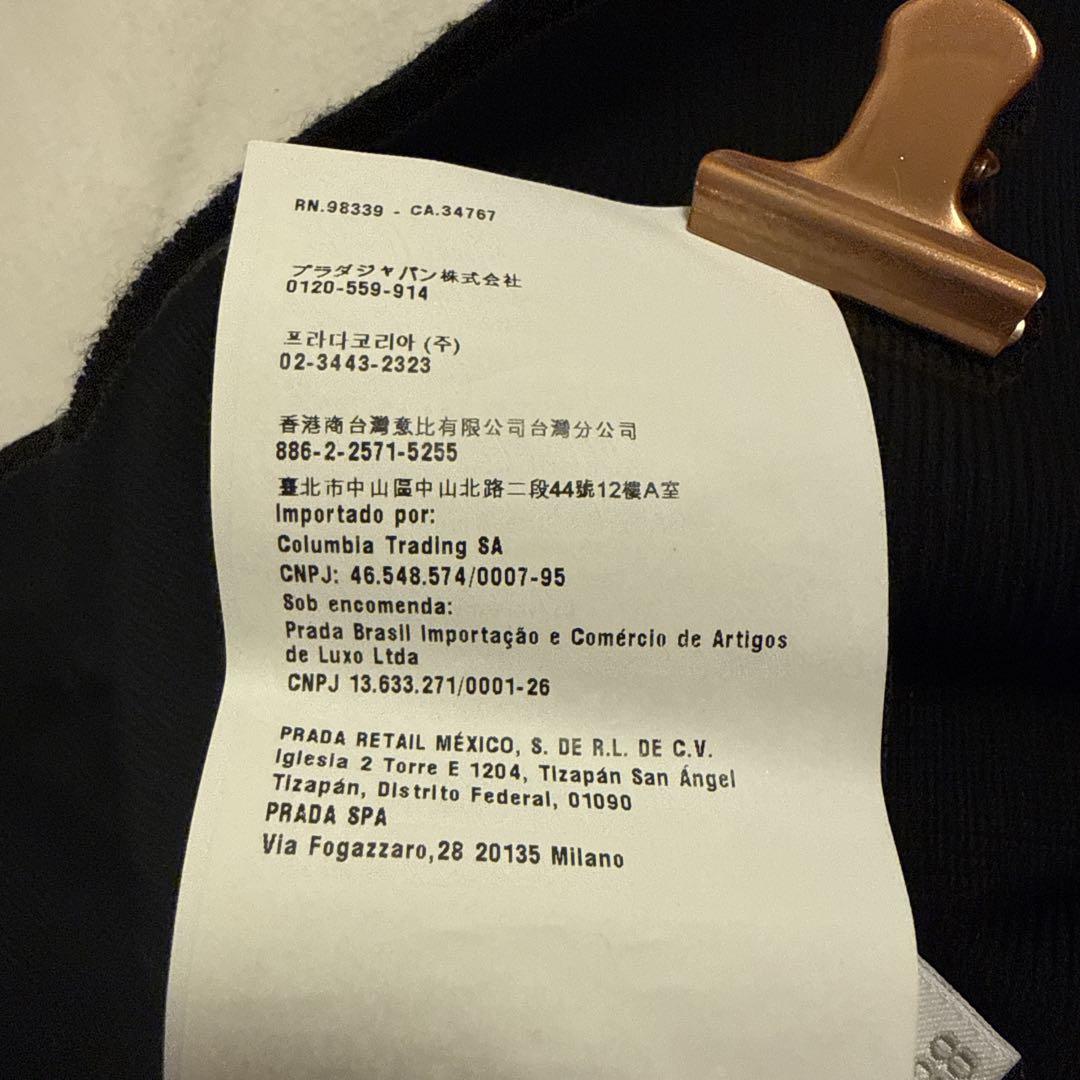 RN.98339 - CA.34767
プラダジャパン株式会社
0120-559-914
프라다코리아 (주)
02-3443-2323
香港商台灣意比有限公司台灣分公司
886-2-2571-5255
臺北市中山區中山北路二段44號12樓A室
Importado por:
Columbia Trading SA
CNPJ: 46.548.574/0007-95
Sob encomenda:
Prada Brasil Importação e Comércio de Artigos
de Luxo Ltda
CNPJ 13.633.271/0001-26
PRADA RETAIL MÉXICO, S. DE R.L. DE C.V.
Iglesia 2 Torre E 1204, Tizapán San Ángel
Tizapán, Distrito Federal, 01090
PRADA SPA
Via Fogazzaro,28 20135 Milano